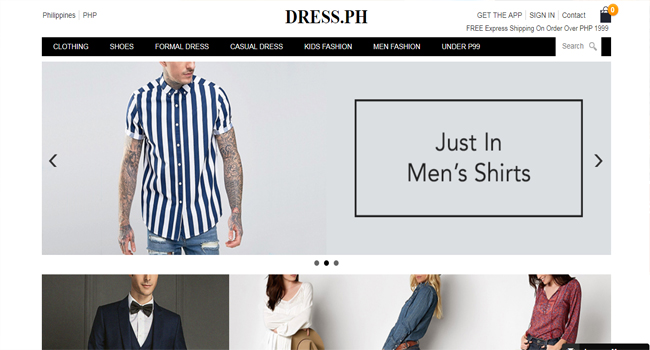 Philippines PHP
DRESS.PH
GET THE APP SIGN IN Contact 0
FREE Express Shipping On Order Over PHP 1999
CLOTHING SHOES FORMAL DRESS CASUAL DRESS KIDS FASHION MEN FASHION UNDER P99 Search
Just In
Men's Shirts